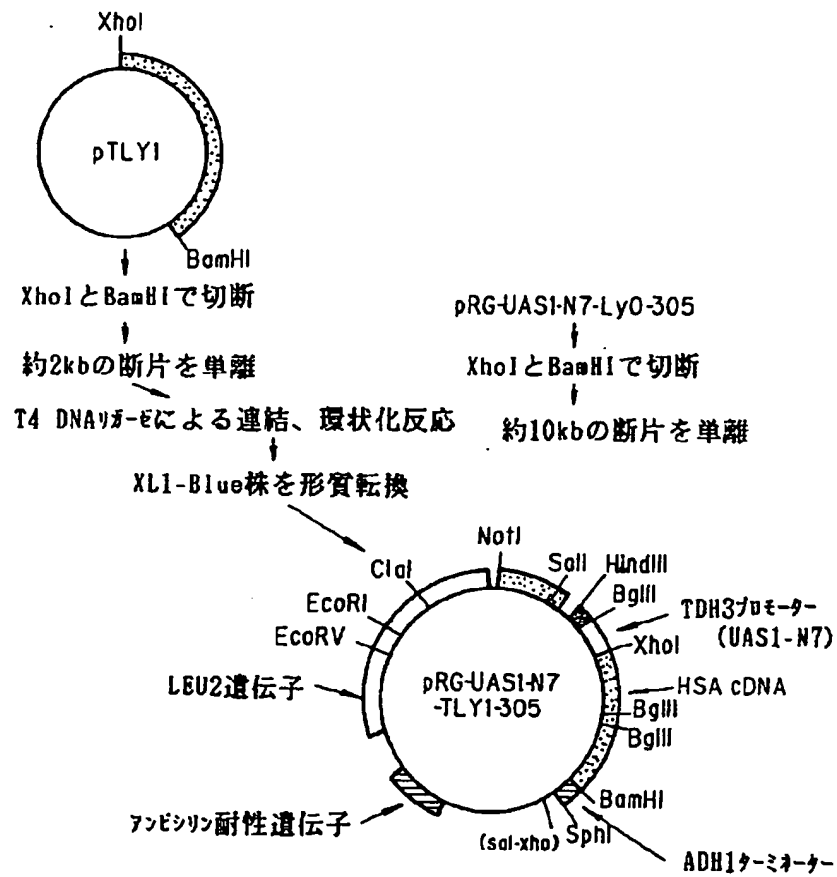 XhoI
pTLY1
BamHI
XhoIとBamHIで切断
約2kbの断片を単離
pRG-UAS1-N7-LyO-305
XhoIとBamHIで切断
約10kbの断片を単離
T4 DNAリガーゼによる連結、環状化反応
XL1-Blue株を形質転換
NotI
SalI
HindIII
BglII
TDH3プロモーター
(UAS1-N7)
XhoI
ClaI
EcoRI
EcoRV
LEU2遺伝子
pRG-UAS1-N7
-TLY1-305
HSA cDNA
BglII
BglII
BamHI
アンピシリン耐性遺伝子
(sal-xho)
SphI
ADH1ターミネーター